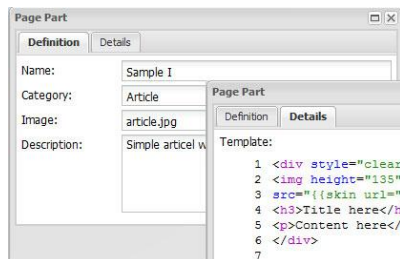 Page Part
Definition Details
Name: Sample I
Category: Article
Image: article.jpg
Description: Simple articel w
Page Part
Definition Details
Template:
1 <div style="clear
2 <img height="135"
3 src="{{skin url="
4 <h3>Title here</h
5 <p>Content here</
6 </div>
7